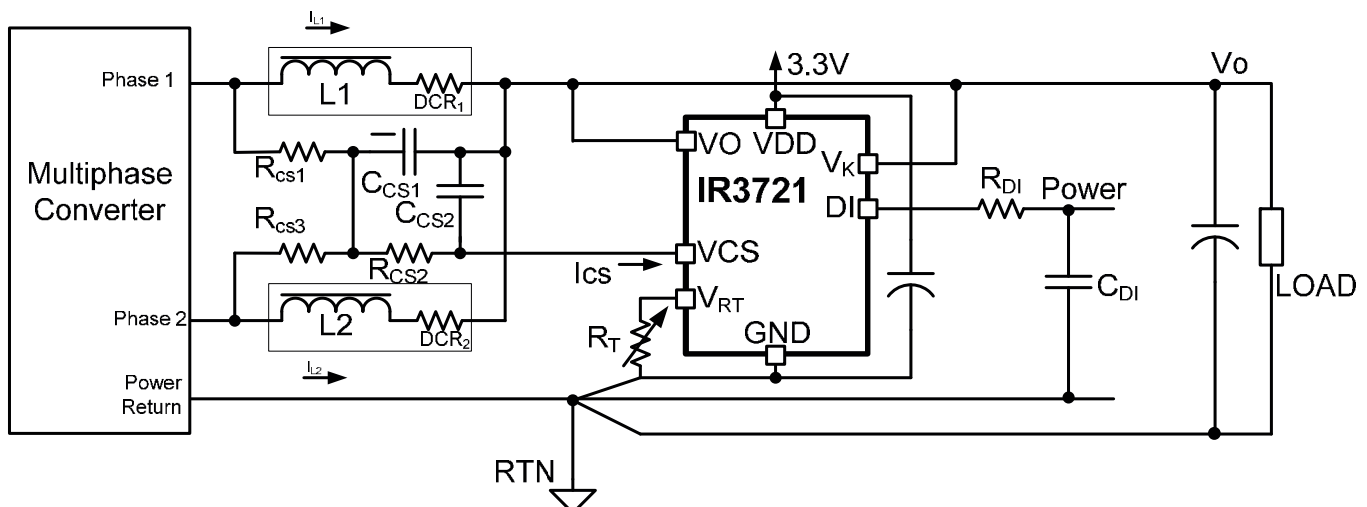 I_L1
Phase 1
L1
DCR1
3.3V
Vo
VO
VDD
VK
IR3721
Multiphase
Converter
Rcs1
CCS1
CCS2
RDI
Power
DI
Rcs3
RCS2
VCS
Ics
VRT
CDI
LOAD
Phase 2
L2
DCR2
RT
GND
IL2
Power
Return
RTN